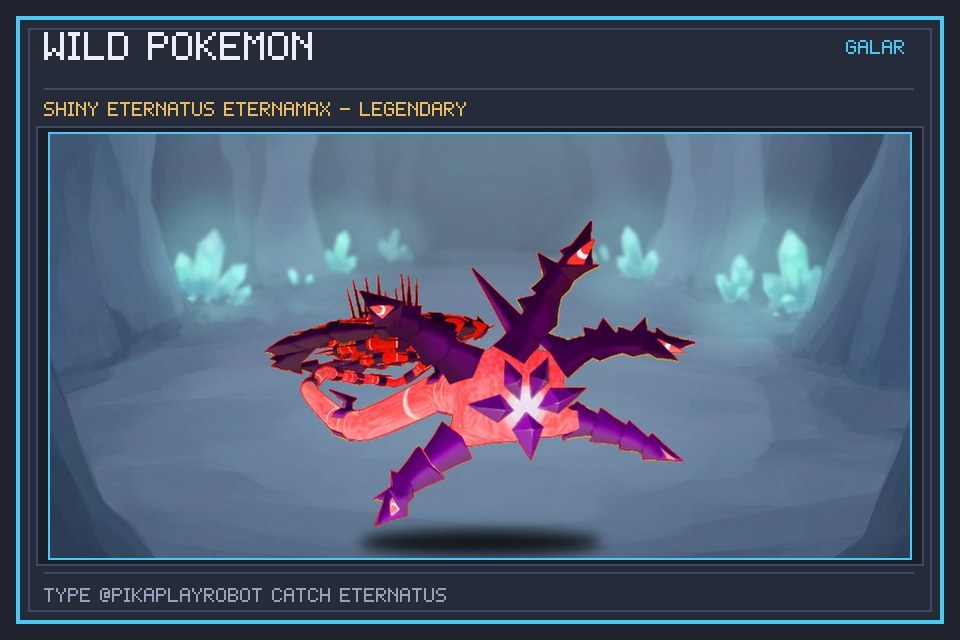 WILD POKEMON
GALAR
SHINY ETERNATUS ETERNAMAX - LEGENDARY
TYPE @PIKAPLAYROBOT CATCH ETERNATUS